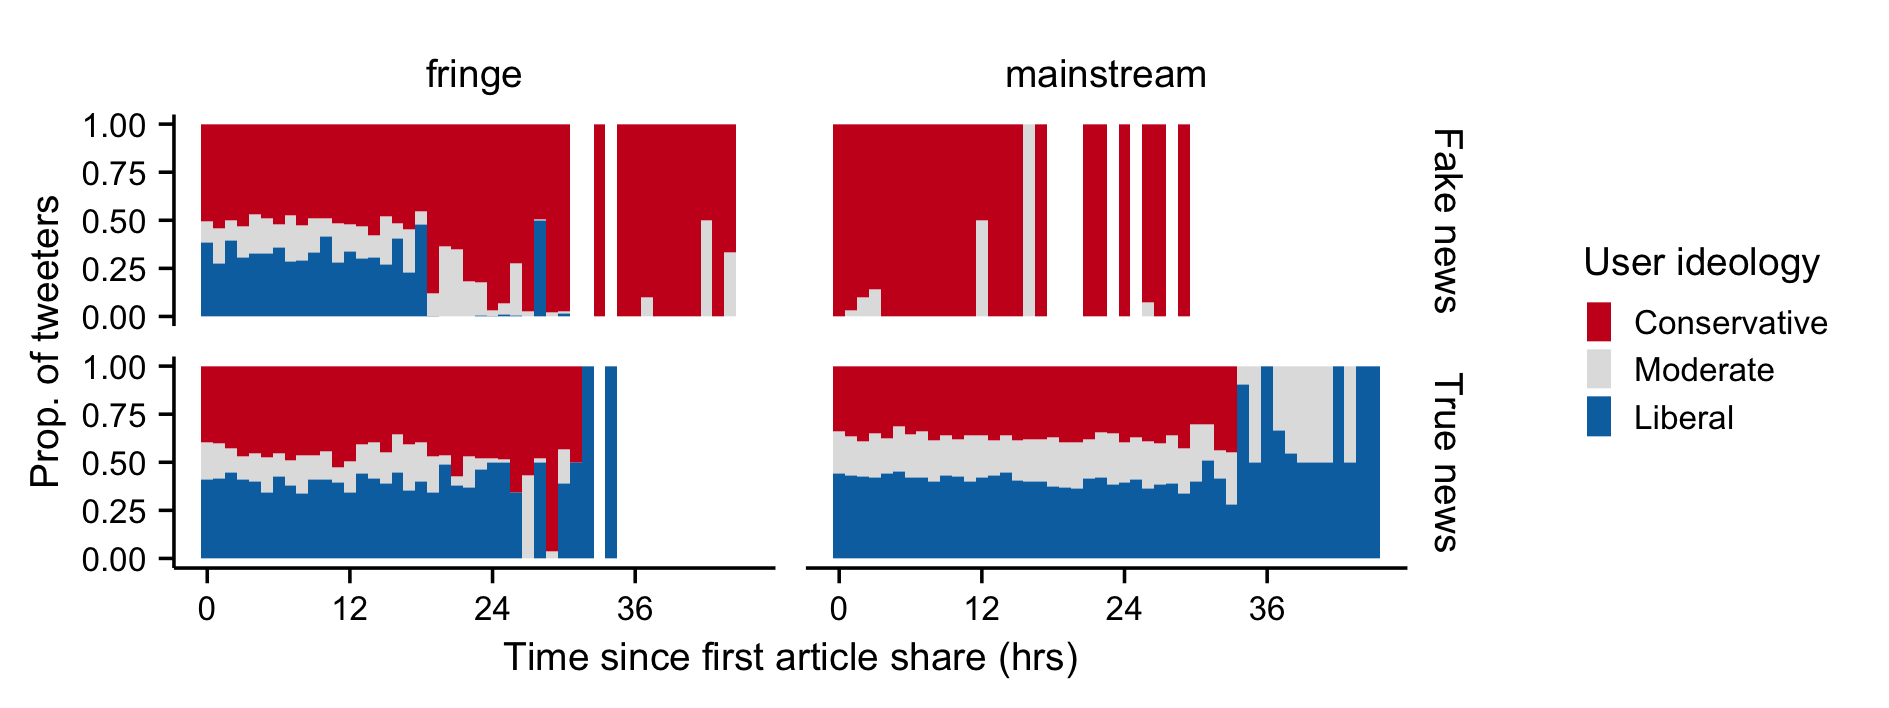 fringe
mainstream
Prop. of tweeters
1.00
0.75
0.50
0.25
0.00
Fake news
1.00
0.75
0.50
0.25
0.00
True news
0
12
24
36
0
12
24
36
Time since first article share (hrs)
User ideology
Conservative
Moderate
Liberal